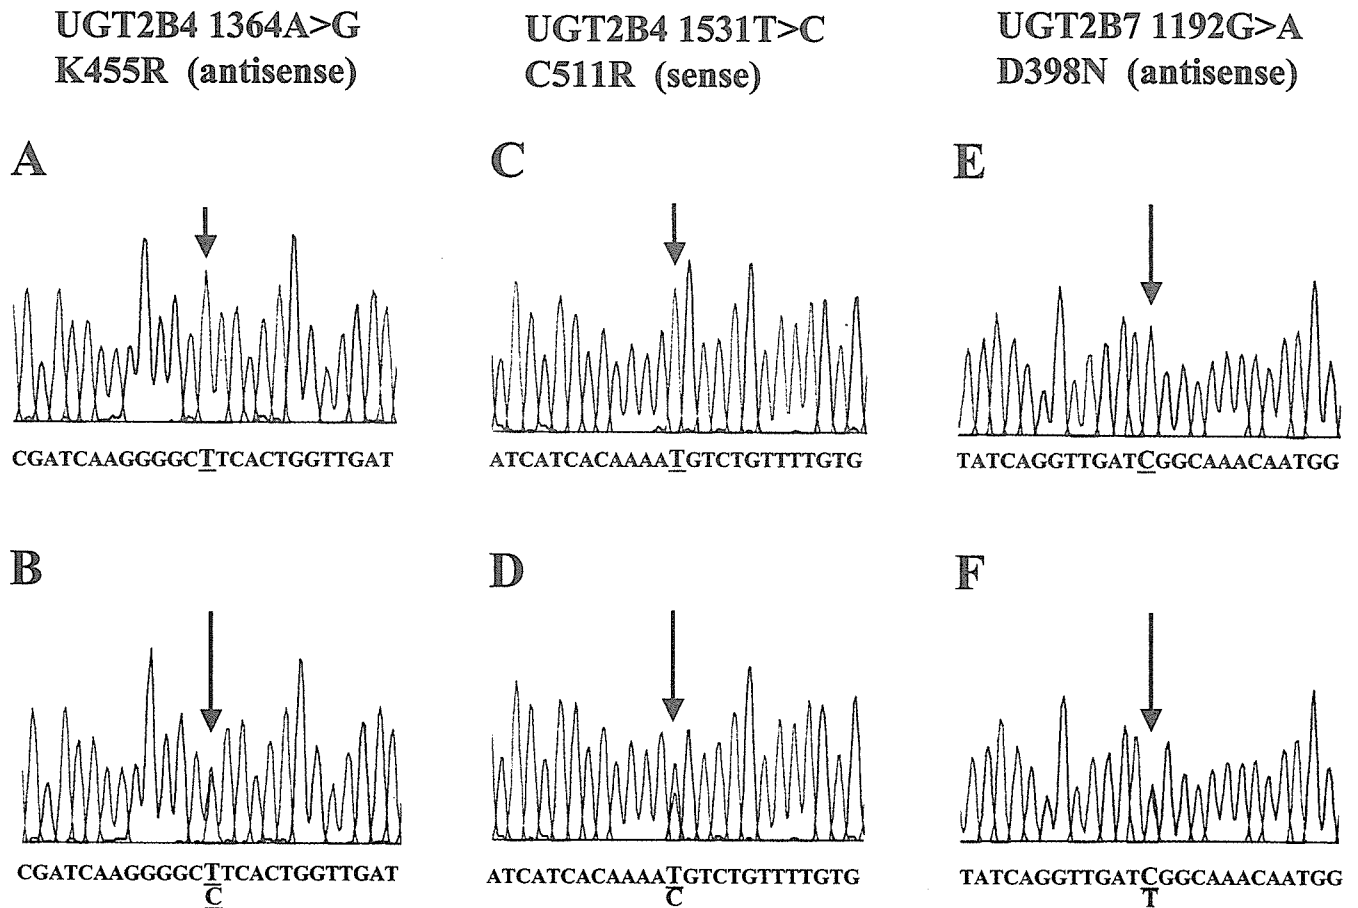 UGT2B4 1364A>G
K455R (antisense)
UGT2B4 1531T>C
C511R (sense)
UGT2B7 1192G>A
D398N (antisense)
A
C
E
CGATCAAGGGGCTTCACTGGTTGAT
ATCATCACAAAATGTCTGTTTTGTG
TATCAGGTTGATCGGCAAACAATGG
B
D
F
CGATCAAGGGGCTTCACTGGTTGAT
C
ATCATCACAAAATGTCTGTTTTGTG
C
TATCAGGTTGATCGGCAAACAATGG
T